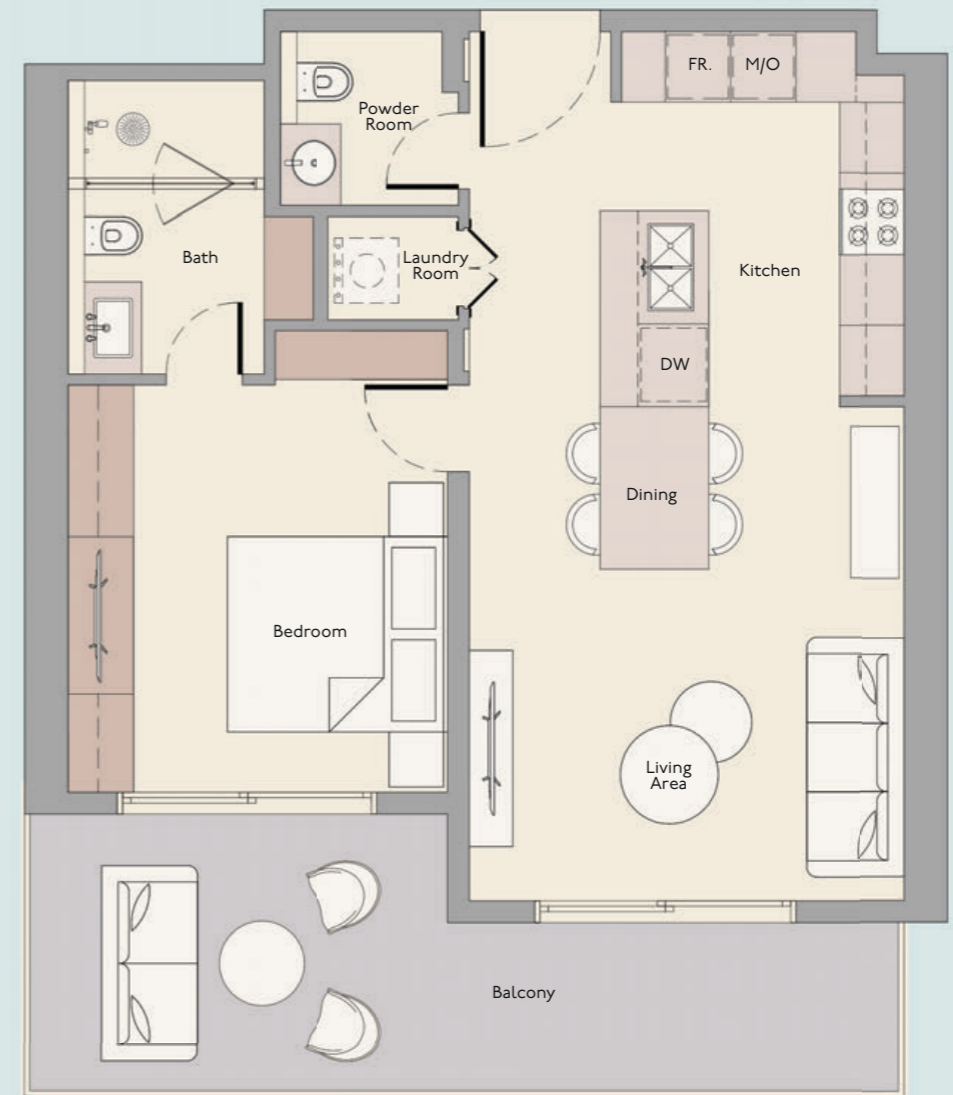 FR.
M/O
Powder
Room
Bath
Laundry
Room
Kitchen
DW
Dining
Bedroom
Living
Area
Balcony